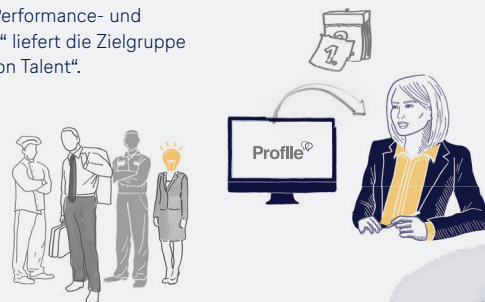 Performance- und
“ liefert die Zielgruppe
on Talent“.
1.
Profile